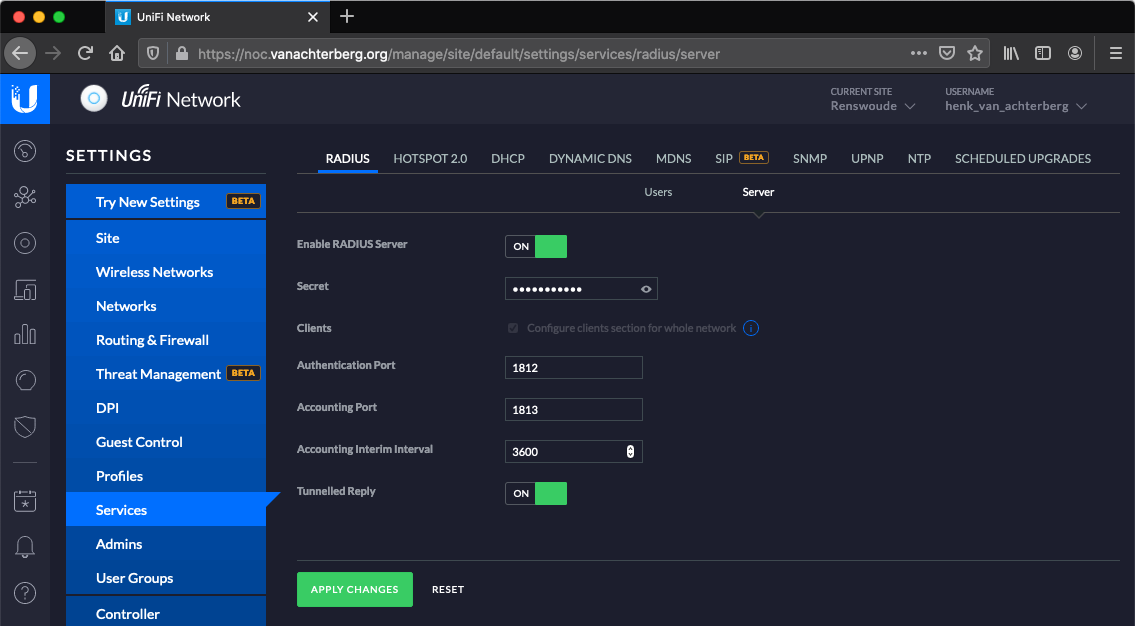 UniFi Network
https://noc.vanachterberg.org/manage/site/default/settings/services/radius/server
UniFi Network
CURRENT SITE
Renswoude
USERNAME
henk_van_achterberg
SETTINGS
Try New Settings BETA
Site
Wireless Networks
Networks
Routing & Firewall
Threat Management BETA
DPI
Guest Control
Profiles
Services
Admins
User Groups
Controller
RADIUS HOTSPOT 2.0 DHCP DYNAMIC DNS MDNS SIP BETA SNMP UPNP NTP SCHEDULED UPGRADES
Users Server
Enable RADIUS Server ON
Secret •••••••••••
Clients Configure clients section for whole network
Authentication Port 1812
Accounting Port 1813
Accounting Interim Interval 3600
Tunnelled Reply ON
APPLY CHANGES RESET